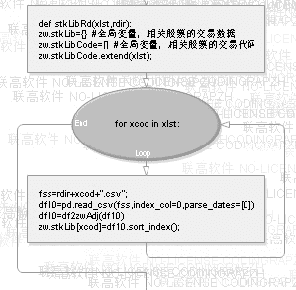 def stkLibRd(xlst,rdir):
zw.stkLib={} #全局变量，相关股票的交易数据
zw.stkLibCode=[] #全局变量，相关股票的交易代码
zw.stkLibCode.extend(xlst);
End
for xcoc in xlst:
Loop
fss=rdir+xcod+".csv";
df10=pd.read_csv(fss,index_col=0,parse_dates=[0])
df10=df2zwAdj(df10)
zw.stkLib[xcod]=df10.sort_index();